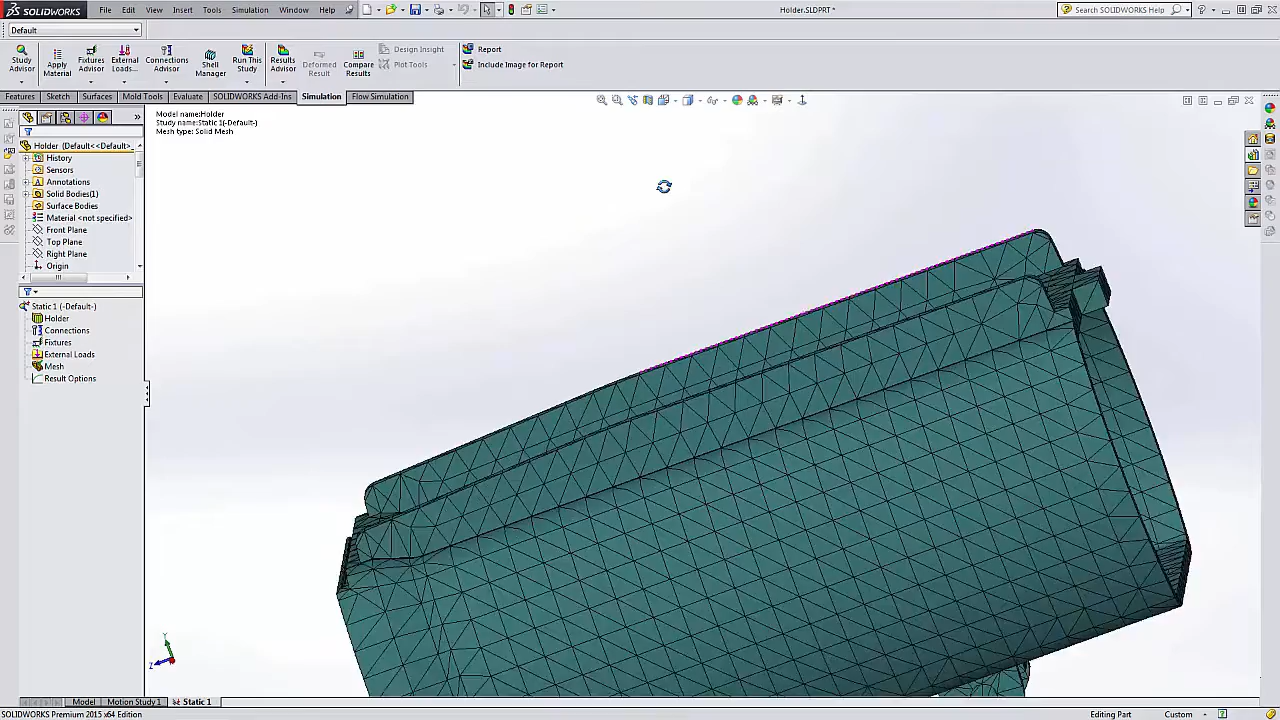 SOLIDWORKS
File Edit View Insert Tools Simulation Window Help
Holder.SLDPRT *
Search SOLIDWORKS Help
Default
Study Advisor
Apply Material
Fixtures Advisor
External Loads...
Connections Advisor
Shell Manager
Run This Study
Results Advisor
Deformed Result
Compare Results
Design Insight
Plot Tools
Report
Include Image for Report
Features Sketch Surfaces Mold Tools Evaluate SOLIDWORKS Add-Ins Simulation Flow Simulation
Model name:Holder
Study name:Static 1(-Default-)
Mesh type: Solid Mesh
Holder (Default<<Default>_
History
Sensors
Annotations
Solid Bodies(1)
Surface Bodies
Material <not specified>
Front Plane
Top Plane
Right Plane
Origin
Static 1 (-Default-)
Holder
Connections
Fixtures
External Loads
Mesh
Result Options
Y
Z
Model Motion Study 1 Static 1
SOLIDWORKS Premium 2015 x64 Edition
Editing Part
Custom